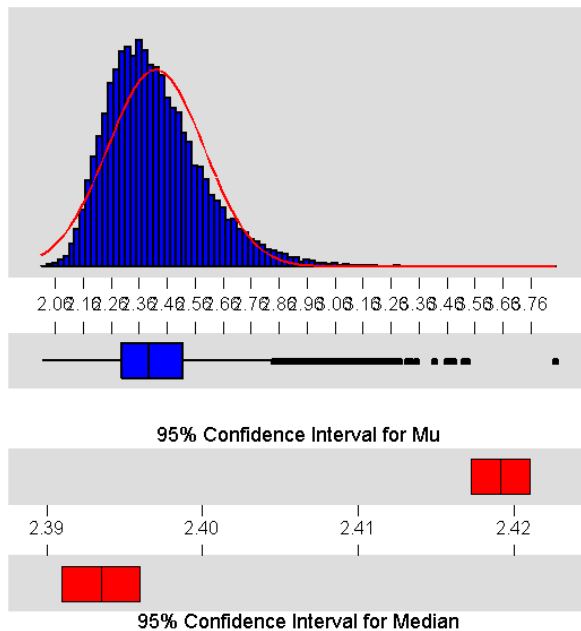 2.06 2.16 2.26 2.36 2.46 2.56 2.66 2.76 2.86 2.96 3.06 3.16 3.26 3.36 3.46 3.56 3.66 3.76
95% Confidence Interval for Mu
2.39 2.40 2.41 2.42
95% Confidence Interval for Median